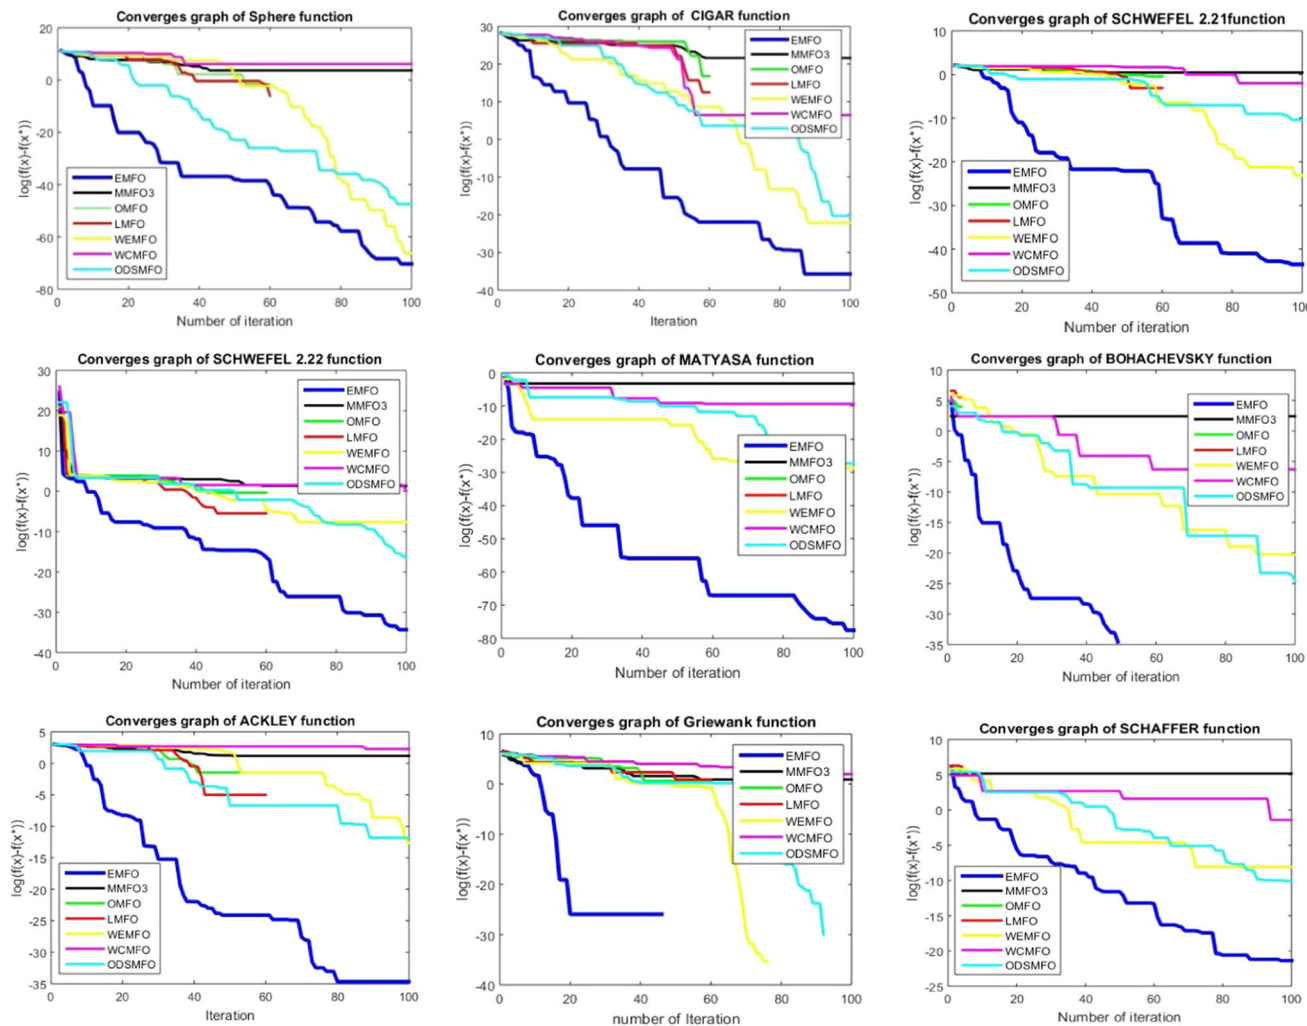 Converges graph of Sphere function
log(f(x)-f(x*))
20
0
-20
-40
-60
-80
EMFO
MMFO3
OMFO
LMFO
WEMFO
WCMFO
ODSMFO
0 20 40 60 80 100
Number of iteration
Converges graph of CIGAR function
log(f(x)-f(x*))
30
20
10
0
-10
-20
-30
-40
EMFO
MMFO3
OMFO
LMFO
WEMFO
WCMFO
ODSMFO
0 20 40 60 80 100
Iteration
Converges graph of SCHWEFEL 2.21function
log(f(x)-f(x*))
10
0
-10
-20
-30
-40
-50
EMFO
MMFO3
OMFO
LMFO
WEMFO
WCMFO
ODSMFO
0 20 40 60 80 100
Number of iteration
Converges graph of SCHWEFEL 2.22 function
log(f(x)-f(x*))
30
20
10
0
-10
-20
-30
-40
EMFO
MMFO3
OMFO
LMFO
WEMFO
WCMFO
ODSMFO
0 20 40 60 80 100
Number of iteration
Converges graph of MATYASA function
log(f(x)-f(x*))
0
-10
-20
-30
-40
-50
-60
-70
-80
EMFO
MMFO3
OMFO
LMFO
WEMFO
WCMFO
ODSMFO
0 20 40 60 80 100
Number of iteration
Converges graph of BOHACHEVSKY function
log(f(x)-f(x*))
10
5
0
-5
-10
-15
-20
-25
-30
-35
EMFO
MMFO3
OMFO
LMFO
WEMFO
WCMFO
ODSMFO
0 20 40 60 80 100
Number of iteration
Converges graph of ACKLEY function
log(f(x)-f(x*))
5
0
-5
-10
-15
-20
-25
-30
-35
EMFO
MMFO3
OMFO
LMFO
WEMFO
WCMFO
ODSMFO
0 20 40 60 80 100
Iteration
Converges graph of Griewank function
log(f(x)-f(x*))
10
0
-10
-20
-30
-40
EMFO
MMFO3
OMFO
LMFO
WEMFO
WCMFO
ODSMFO
0 20 40 60 80 100
number of Iteration
Converges graph of SCHAFFER function
log(f(x)-f(x*))
10
5
0
-5
-10
-15
-20
-25
EMFO
MMFO3
OMFO
LMFO
WEMFO
WCMFO
ODSMFO
0 20 40 60 80 100
Number of iteration